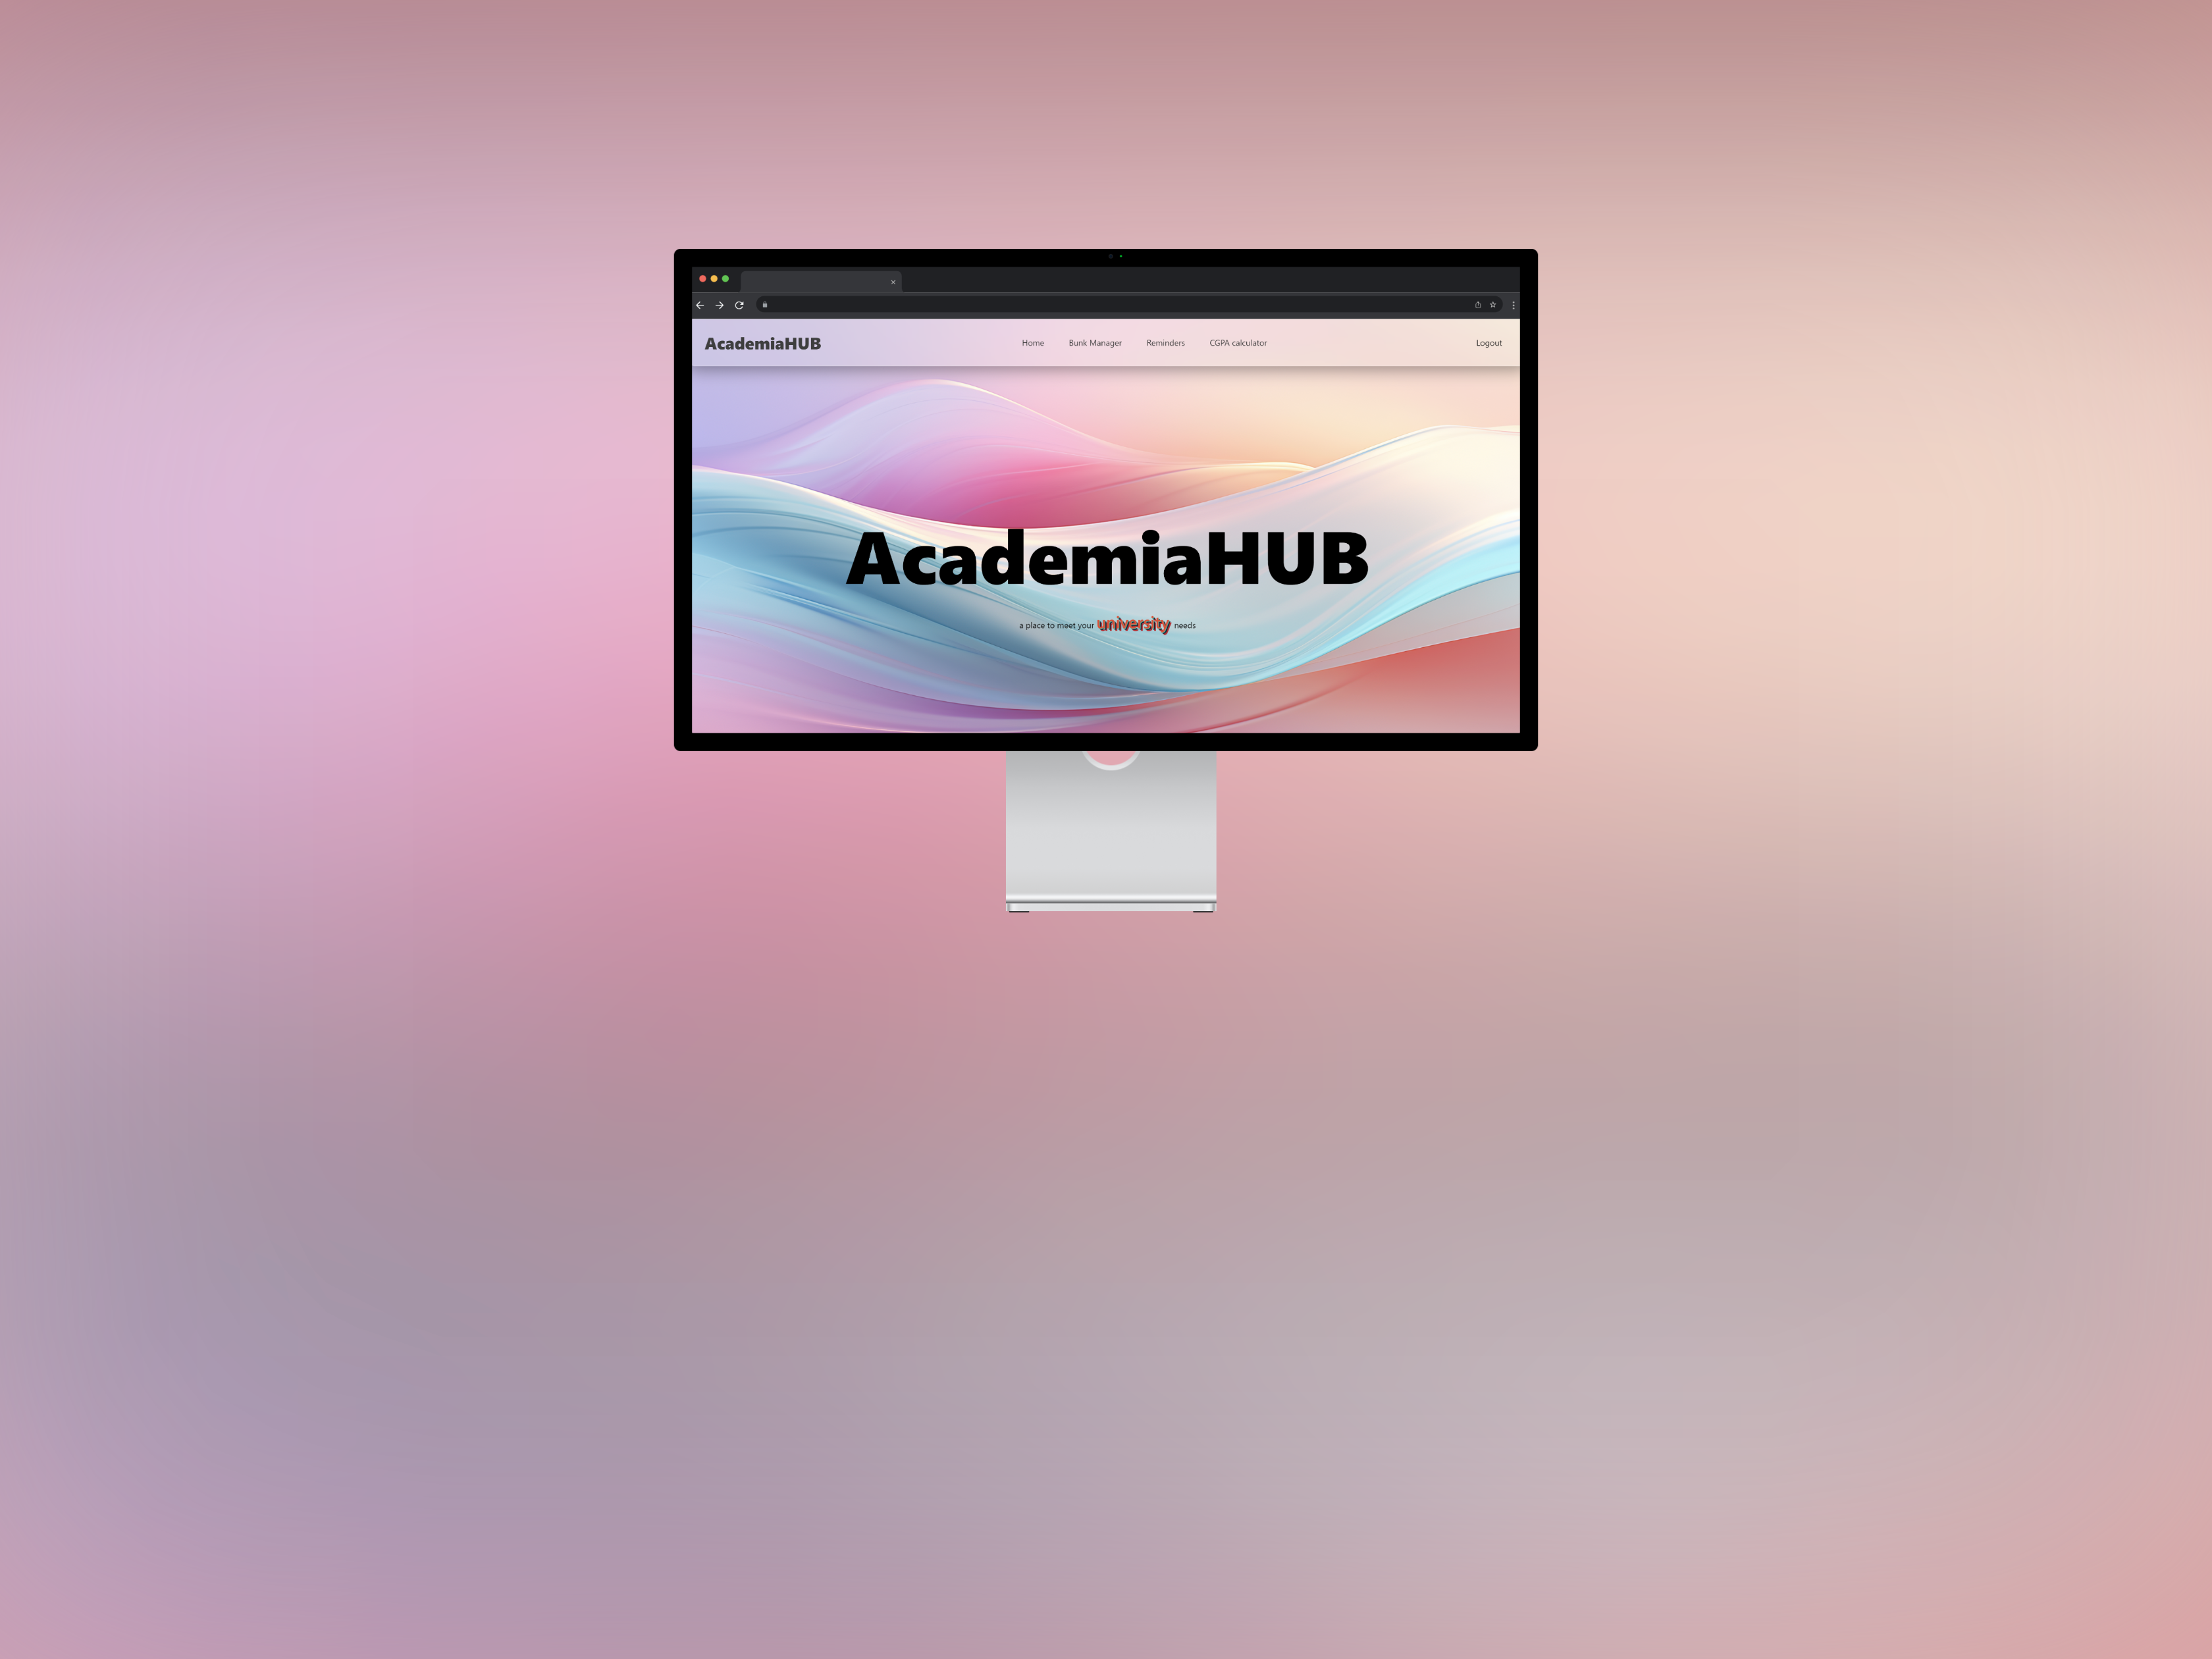 AcademiaHUB
Home Bunk Manager Reminders CGPA calculator Logout
AcademiaHUB
a place to meet your university needs